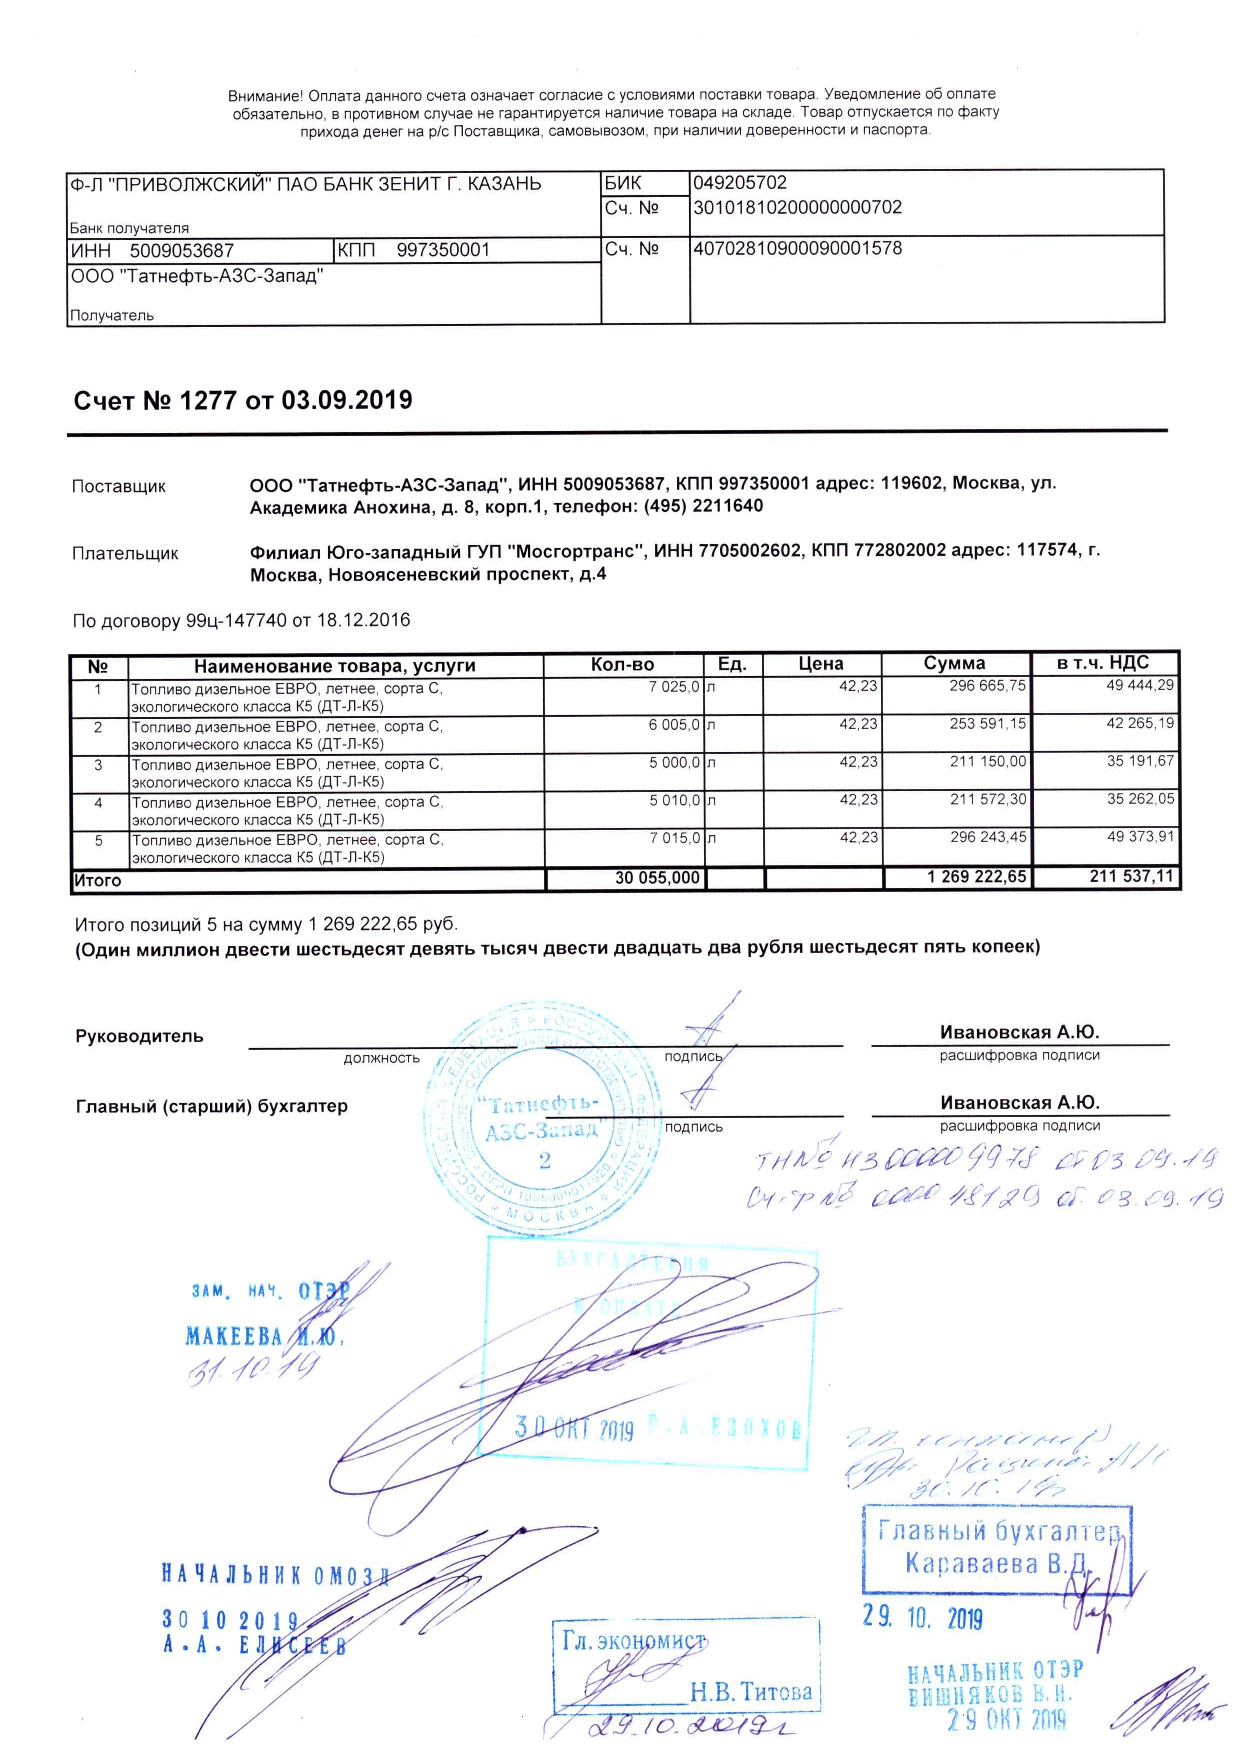 Внимание! Оплата данного счета означает согласие с условиями поставки товара. Уведомление об оплате
обязательно, в противном случае не гарантируется наличие товара на складе. Товар отпускается по факту
прихода денег на р/с Поставщика, самовывозом, при наличии доверенности и паспорта.
Ф-Л "ПРИВОЛЖСКИЙ" ПАО БАНК ЗЕНИТ Г. КАЗАНЬ БИК 049205702
Сч. № 30101810200000000702
Банк получателя
ИНН 5009053687 КПП 997350001 Сч. № 40702810900090001578
ООО "Татнефть-АЗС-Запад"
Получатель
Счет № 1277 от 03.09.2019
Поставщик ООО "Татнефть-АЗС-Запад", ИНН 5009053687, КПП 997350001 адрес: 119602, Москва, ул.
Академика Анохина, д. 8, корп.1, телефон: (495) 2211640
Плательщик Филиал Юго-западный ГУП "Мосгортранс", ИНН 7705002602, КПП 772802002 адрес: 117574, г.
Москва, Новоясеневский проспект, д.4
По договору 99ц-147740 от 18.12.2016
№ Наименование товара, услуги Кол-во Ед. Цена Сумма в т.ч. НДС
1 Топливо дизельное ЕВРО, летнее, сорта С, 7 025,0 л 42,23 296 665,75 49 444,29
экологического класса К5 (ДТ-Л-К5)
2 Топливо дизельное ЕВРО, летнее, сорта С, 6 005,0 л 42,23 253 591,15 42 265,19
экологического класса К5 (ДТ-Л-К5)
3 Топливо дизельное ЕВРО, летнее, сорта С, 5 000,0 л 42,23 211 150,00 35 191,67
экологического класса К5 (ДТ-Л-К5)
4 Топливо дизельное ЕВРО, летнее, сорта С, 5 010,0 л 42,23 211 572,30 35 262,05
экологического класса К5 (ДТ-Л-К5)
5 Топливо дизельное ЕВРО, летнее, сорта С, 7 015,0 л 42,23 296 243,45 49 373,91
экологического класса К5 (ДТ-Л-К5)
Итого 30 055,000 1 269 222,65 211 537,11
Итого позиций 5 на сумму 1 269 222,65 руб.
(Один миллион двести шестьдесят девять тысяч двести двадцать два рубля шестьдесят пять копеек)
Руководитель Ивановская А.Ю.
должность подпись расшифровка подписи
Главный (старший) бухгалтер Ивановская А.Ю.
подпись расшифровка подписи
"Татнефть-
АЗС-Запад"
2
МОСКВА
ТН№ НЗ 00000 9978 от 03 09.19
Сч-ф № 0000 48129 от. 03.09.19
БУХГАЛТЕРИЯ
К ОПЛАТЕ
30 ОКТ 2019
ЗАМ. НАЧ. ОТЭР
МАКЕЕВА И.Ю.
31.10.19
30.10.19г
Главный бухгалтер
Караваева В.Д.
29. 10. 2019
НАЧАЛЬНИК ОМОЗД
30 10 2019
А.А. ЕЛИСЕЕВ
Гл. экономист
Н.В. Титова
29.10.2019г
НАЧАЛЬНИК ОТЭР
ВИШНЯКОВ В.И.
29 ОКТ 2019